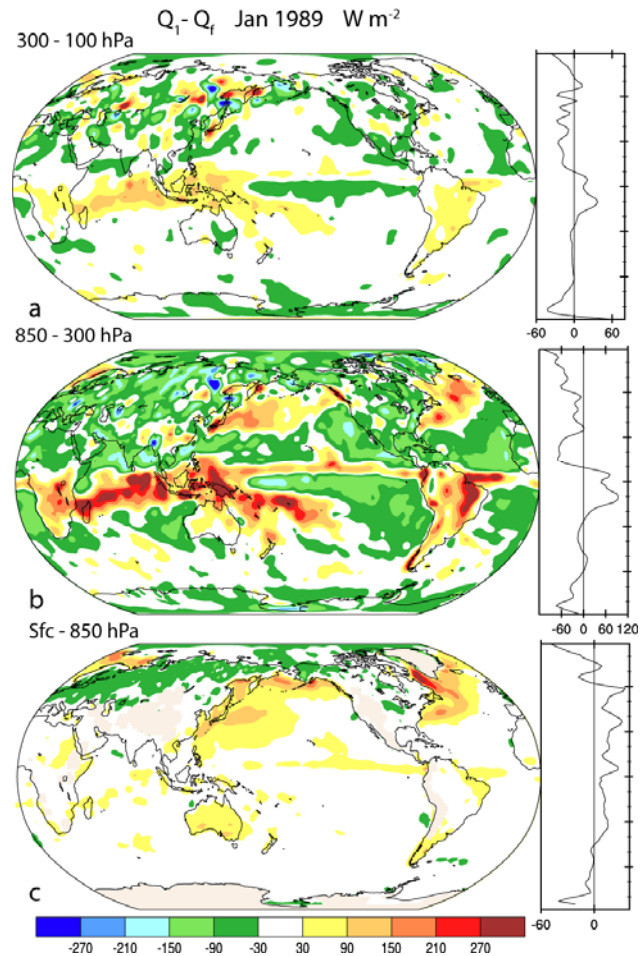 Q₁- Q_f Jan 1989 W m⁻²
300 - 100 hPa
a
-60 0 60
850 - 300 hPa
b
-60 0 60 120
Sfc - 850 hPa
c
-60 0
-270 -210 -150 -90 -30 30 90 150 210 270